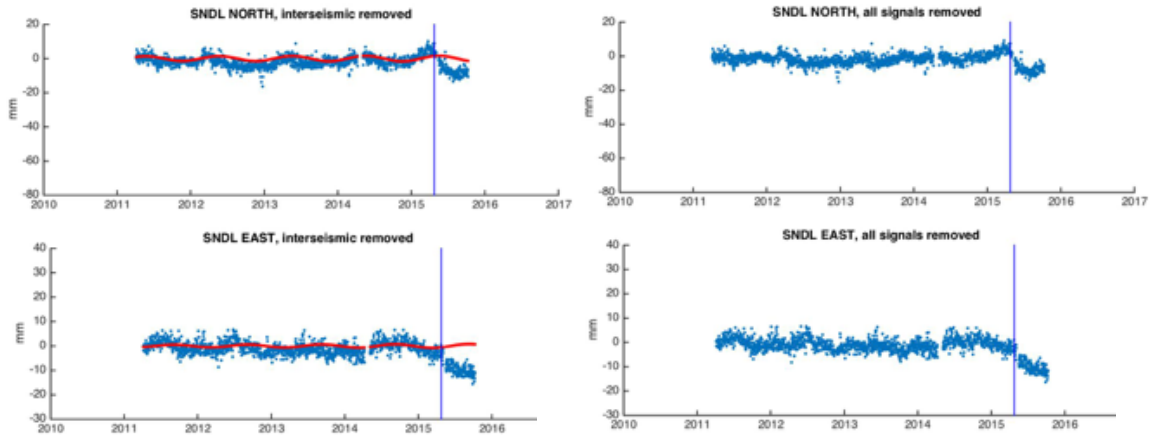 SNDL NORTH, interseismic removed
20
0
-20
-40
-60
-80
mm
2010 2011 2012 2013 2014 2015 2016 2017
SNDL NORTH, all signals removed
20
0
-20
-40
-60
-80
mm
2010 2011 2012 2013 2014 2015 2016 2017
SNDL EAST, interseismic removed
40
30
20
10
0
-10
-20
-30
mm
2010 2011 2012 2013 2014 2015 2016
SNDL EAST, all signals removed
40
30
20
10
0
-10
-20
-30
mm
2010 2011 2012 2013 2014 2015 2016